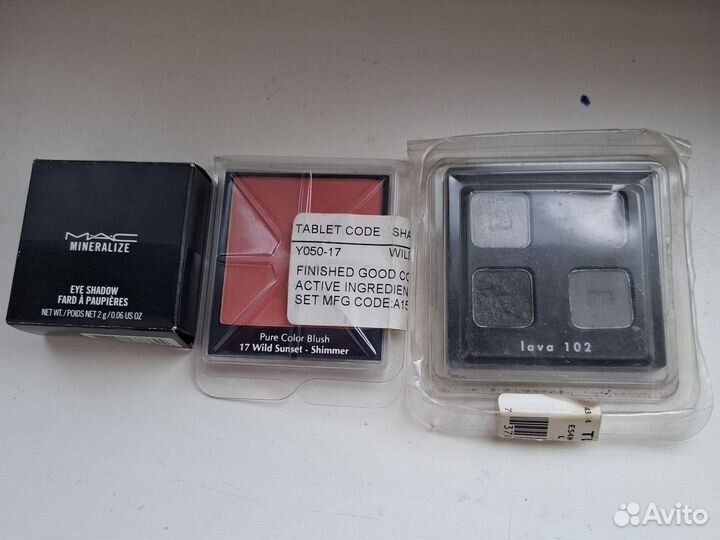 MAC
MINERALIZE
EYE SHADOW
FARD À PAUPIÈRES
NET WT./POIDS NET 2 g / 0.06 US OZ
TABLET CODE SHA
Y050-17 WILD
FINISHED GOOD CO
ACTIVE INGREDIEN
SET MFG CODE:A15
Pure Color Blush
17 Wild Sunset - Shimmer
lava 102
Avito